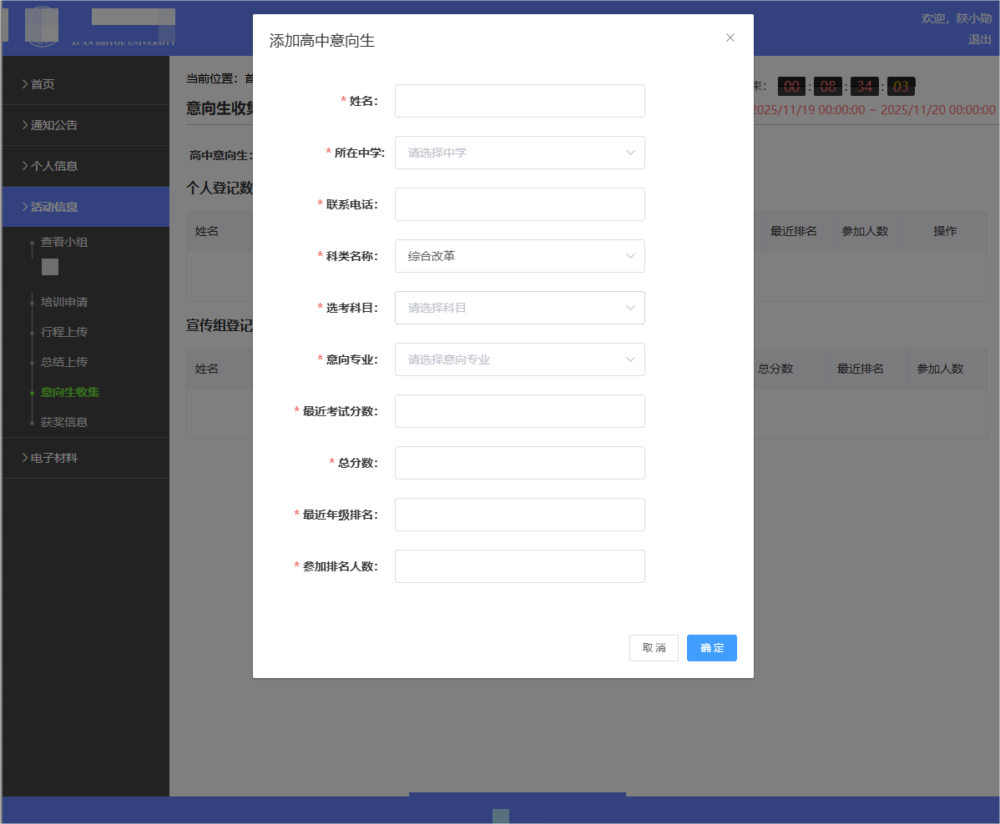 XI'AN SHIYOU UNIVERSITY
欢迎，陕小勋
退出
首页
通知公告
个人信息
活动信息
查看小组
培训申请
行程上传
总结上传
意向生收集
获奖信息
电子材料
当前位置：首
意向生收集
束： 00 : 08 : 34 : 03
2025/11/19 00:00:00 ~ 2025/11/20 00:00:00
高中意向生：
个人登记数
姓名 最近排名 参加人数 操作
宣传组登记
姓名 总分数 最近排名 参加人数
添加高中意向生
* 姓名：
* 所在中学: 请选择中学
* 联系电话：
* 科类名称： 综合改革
* 选考科目： 请选择科目
* 意向专业： 请选择意向专业
* 最近考试分数：
* 总分数：
* 最近年级排名：
* 参加排名人数：
取消 确定